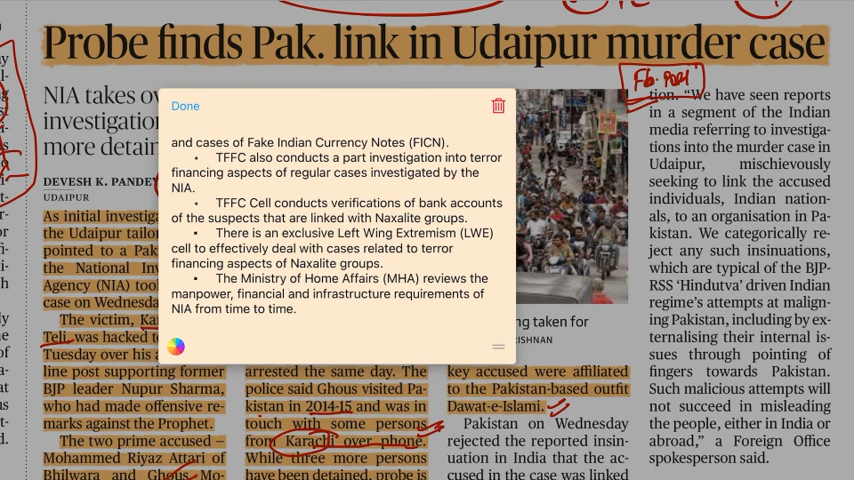 Probe finds Pak. link in Udaipur murder case
Fb. post
NIA takes ov
investigation
more detain
DEVESH K. PANDEY
UDAIPUR
As initial investiga
the Udaipur tailor
pointed to a Pak
the National Inv
Agency (NIA) took
case on Wednesda
The victim, Ka
Teli, was hacked to
Tuesday over his a
line post supporting former
BJP leader Nupur Sharma,
who had made offensive re-
marks against the Prophet.
The two prime accused –
Mohammed Riyaz Attari of
Bhilwara and Ghous Mo-
Done
and cases of Fake Indian Currency Notes (FICN).
• TFFC also conducts a part investigation into terror
financing aspects of regular cases investigated by the
NIA.
• TFFC Cell conducts verifications of bank accounts
of the suspects that are linked with Naxalite groups.
• There is an exclusive Left Wing Extremism (LWE)
cell to effectively deal with cases related to terror
financing aspects of Naxalite groups.
• The Ministry of Home Affairs (MHA) reviews the
manpower, financial and infrastructure requirements of
NIA from time to time.
arrested the same day. The
police said Ghous visited Pa-
kistan in 2014-15 and was in
touch with some persons
from Karachi over phone.
While three more persons
have been detained, probe is
ng taken for
RISHNAN
key accused were affiliated
to the Pakistan-based outfit
Dawat-e-Islami.
Pakistan on Wednesday
rejected the reported insin-
uation in India that the ac-
cused in the case was linked
tion. “We have seen reports
in a segment of the Indian
media referring to investiga-
tions into the murder case in
Udaipur, mischievously
seeking to link the accused
individuals, Indian nation-
als, to an organisation in Pa-
kistan. We categorically re-
ject any such insinuations,
which are typical of the BJP-
RSS ‘Hindutva’ driven Indian
regime’s attempts at malign-
ing Pakistan, including by ex-
ternalising their internal is-
sues through pointing of
fingers towards Pakistan.
Such malicious attempts will
not succeed in misleading
the people, either in India or
abroad,” a Foreign Office
spokesperson said.